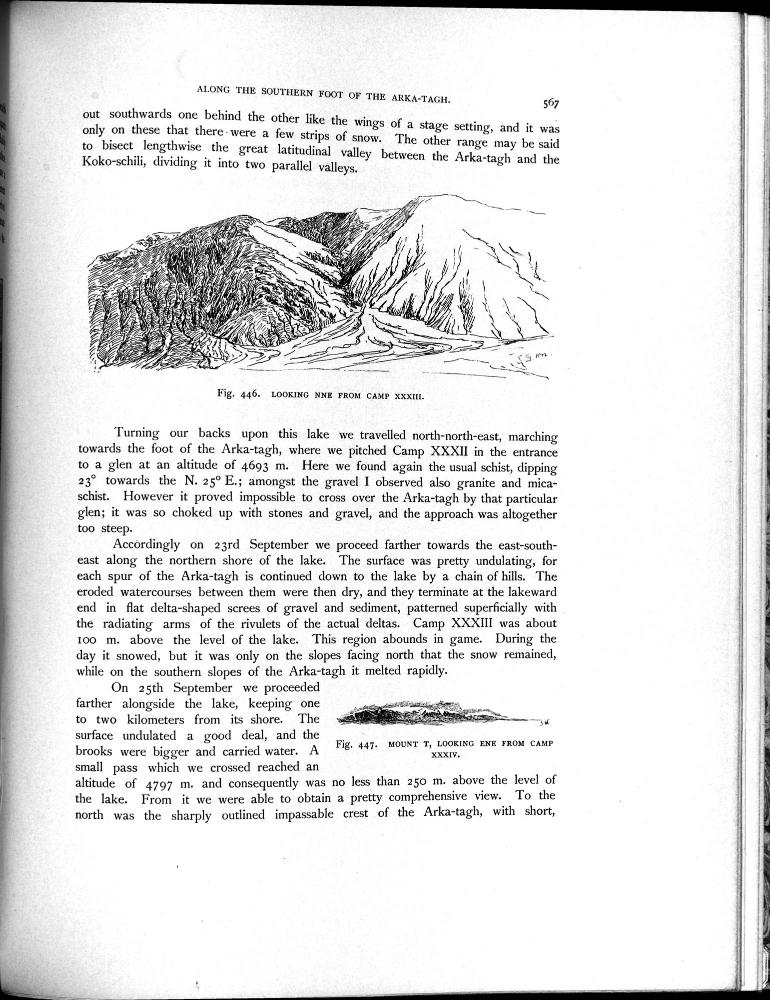 ALONG THE SOUTHERN FOOT OF THE ARKA-TAGH.
567
out southwards one behind the other like the wings of a stage setting, and it was
only on these that there were a few strips of snow. The other range may be said
to bisect lengthwise the great latitudinal valley between the Arka-tagh and the
Koko-schili, dividing it into two parallel valleys.
Fig. 446. LOOKING NNE FROM CAMP XXXIII.
Turning our backs upon this lake we travelled north-north-east, marching
towards the foot of the Arka-tagh, where we pitched Camp XXXII in the entrance
to a glen at an altitude of 4693 m. Here we found again the usual schist, dipping
23° towards the N. 25° E.; amongst the gravel I observed also granite and mica-
schist. However it proved impossible to cross over the Arka-tagh by that particular
glen; it was so choked up with stones and gravel, and the approach was altogether
too steep.
Accordingly on 23rd September we proceed farther towards the east-south-
east along the northern shore of the lake. The surface was pretty undulating, for
each spur of the Arka-tagh is continued down to the lake by a chain of hills. The
eroded watercourses between them were then dry, and they terminate at the lakeward
end in flat delta-shaped screes of gravel and sediment, patterned superficially with
the radiating arms of the rivulets of the actual deltas. Camp XXXIII was about
100 m. above the level of the lake. This region abounds in game. During the
day it snowed, but it was only on the slopes facing north that the snow remained,
while on the southern slopes of the Arka-tagh it melted rapidly.
On 25th September we proceeded
farther alongside the lake, keeping one
to two kilometers from its shore. The
surface undulated a good deal, and the
brooks were bigger and carried water. A
small pass which we crossed reached an
Fig. 447. MOUNT T, LOOKING ENE FROM CAMP
XXXIV.
altitude of 4797 m. and consequently was no less than 250 m. above the level of
the lake. From it we were able to obtain a pretty comprehensive view. To the
north was the sharply outlined impassable crest of the Arka-tagh, with short,